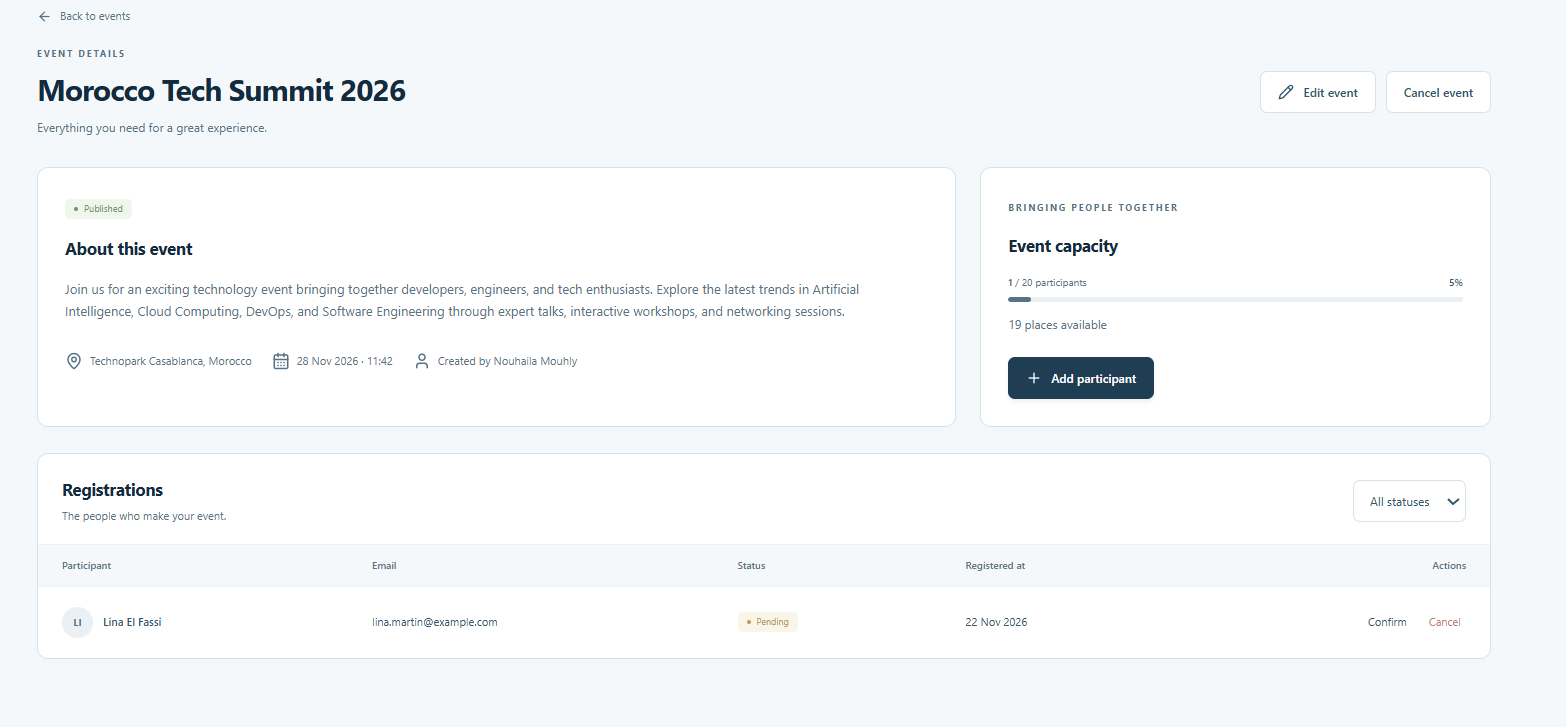 Back to events
EVENT DETAILS
Morocco Tech Summit 2026
Everything you need for a great experience.
Edit event
Cancel event
Published
About this event
Join us for an exciting technology event bringing together developers, engineers, and tech enthusiasts. Explore the latest trends in Artificial
Intelligence, Cloud Computing, DevOps, and Software Engineering through expert talks, interactive workshops, and networking sessions.
Technopark Casablanca, Morocco
28 Nov 2026 · 11:42
Created by Nouhaila Mouhly
BRINGING PEOPLE TOGETHER
Event capacity
1 / 20 participants
5%
19 places available
Add participant
Registrations
The people who make your event.
All statuses
Participant
Email
Status
Registered at
Actions
LI
Lina El Fassi
lina.martin@example.com
Pending
22 Nov 2026
Confirm
Cancel